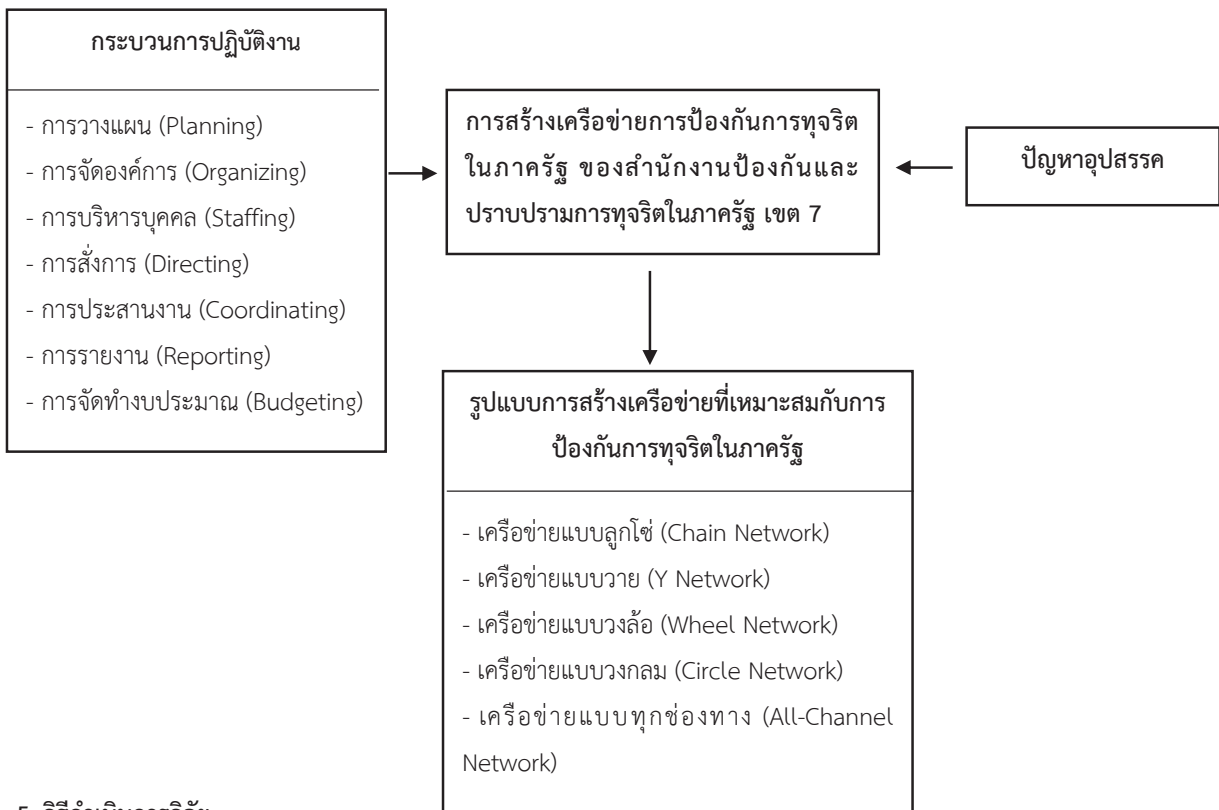 กระบวนการปฏิบัติงาน
- การวางแผน (Planning)
- การจัดองค์การ (Organizing)
- การบริหารบุคคล (Staffing)
- การสั่งการ (Directing)
- การประสานงาน (Coordinating)
- การรายงาน (Reporting)
- การจัดทำงบประมาณ (Budgeting)
การสร้างเครือข่ายการป้องกันการทุจริต
ในภาครัฐ ของสำนักงานป้องกันและ
ปราบปรามการทุจริตในภาครัฐ เขต 7
ปัญหาอุปสรรค
รูปแบบการสร้างเครือข่ายที่เหมาะสมกับการ
ป้องกันการทุจริตในภาครัฐ
- เครือข่ายแบบลูกโซ่ (Chain Network)
- เครือข่ายแบบวาย (Y Network)
- เครือข่ายแบบวงล้อ (Wheel Network)
- เครือข่ายแบบวงกลม (Circle Network)
- เครือข่ายแบบทุกช่องทาง (All-Channel
Network)